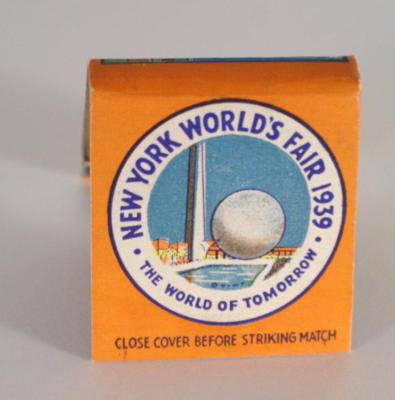 • NEW YORK WORLD'S FAIR 1939 •
THE WORLD OF TOMORROW
CLOSE COVER BEFORE STRIKING MATCH